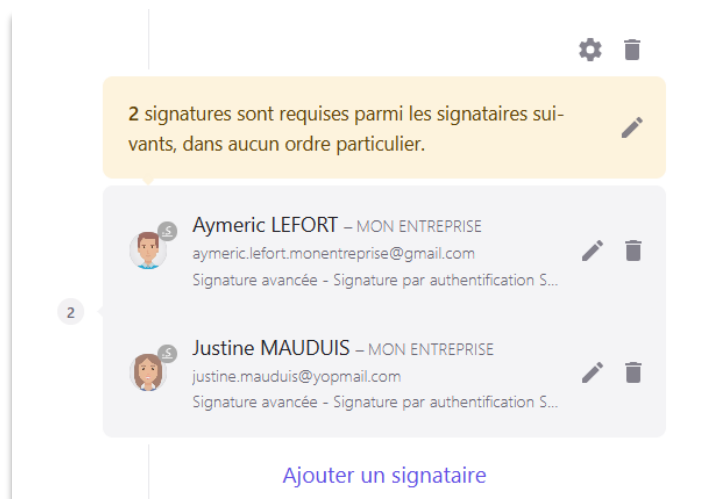 2 signatures sont requises parmi les signataires sui-
vants, dans aucun ordre particulier.
Aymeric LEFORT – MON ENTREPRISE
aymeric.lefort.monentreprise@gmail.com
Signature avancée - Signature par authentification S...
2
Justine MAUDUIS – MON ENTREPRISE
justine.mauduis@yopmail.com
Signature avancée - Signature par authentification S...
Ajouter un signataire